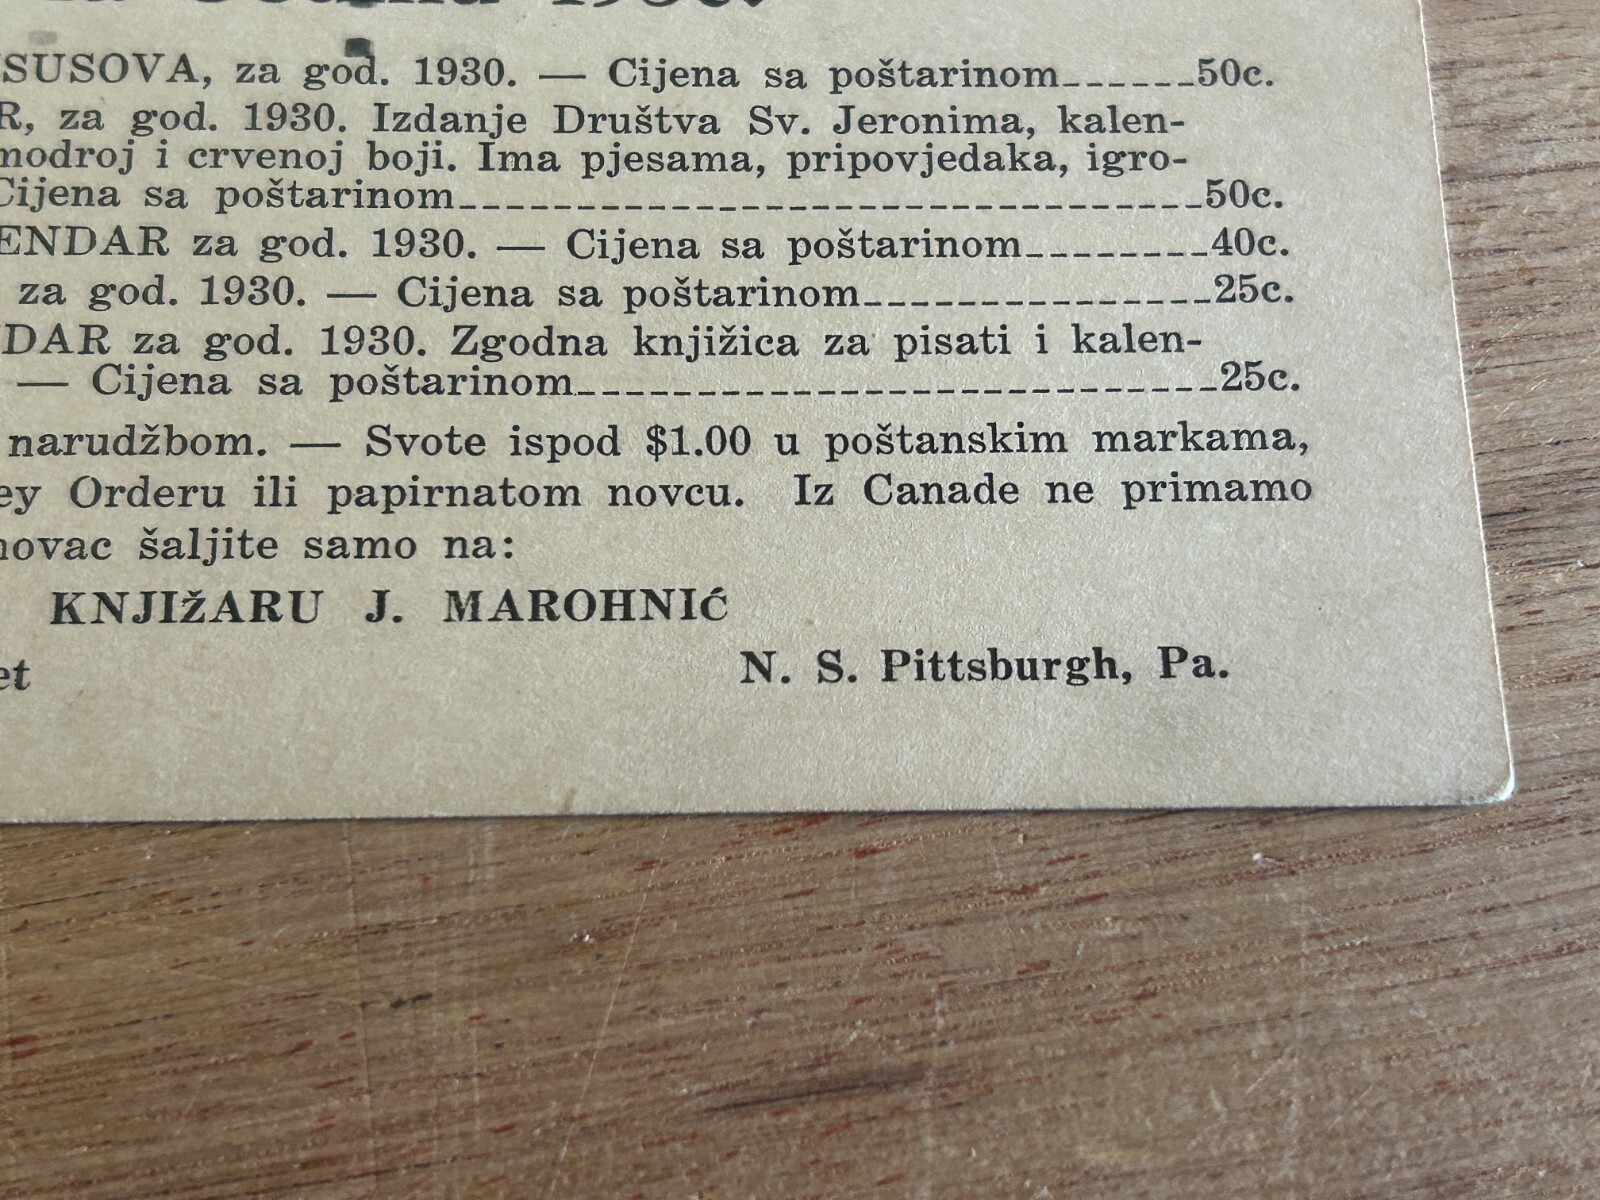 1930.
SUSOVA, za god. 1930. — Cijena sa poštarinom------50c.
R, za god. 1930. Izdanje Društva Sv. Jeronima, kalen-
modroj i crvenoj boji. Ima pjesama, pripovjedaka, igro-
Cijena sa poštarinom--------------------------------50c.
ENDAR za god. 1930. — Cijena sa poštarinom--------40c.
za god. 1930. — Cijena sa poštarinom---------------25c.
DAR za god. 1930. Zgodna knjižica za pisati i kalen-
— Cijena sa poštarinom----------------------------25c.
narudžbom. — Svote ispod $1.00 u poštanskim markama,
ey Orderu ili papirnatom novcu. Iz Canade ne primamo
novac šaljite samo na:
KNJIŽARU J. MAROHNIĆ
et N. S. Pittsburgh, Pa.